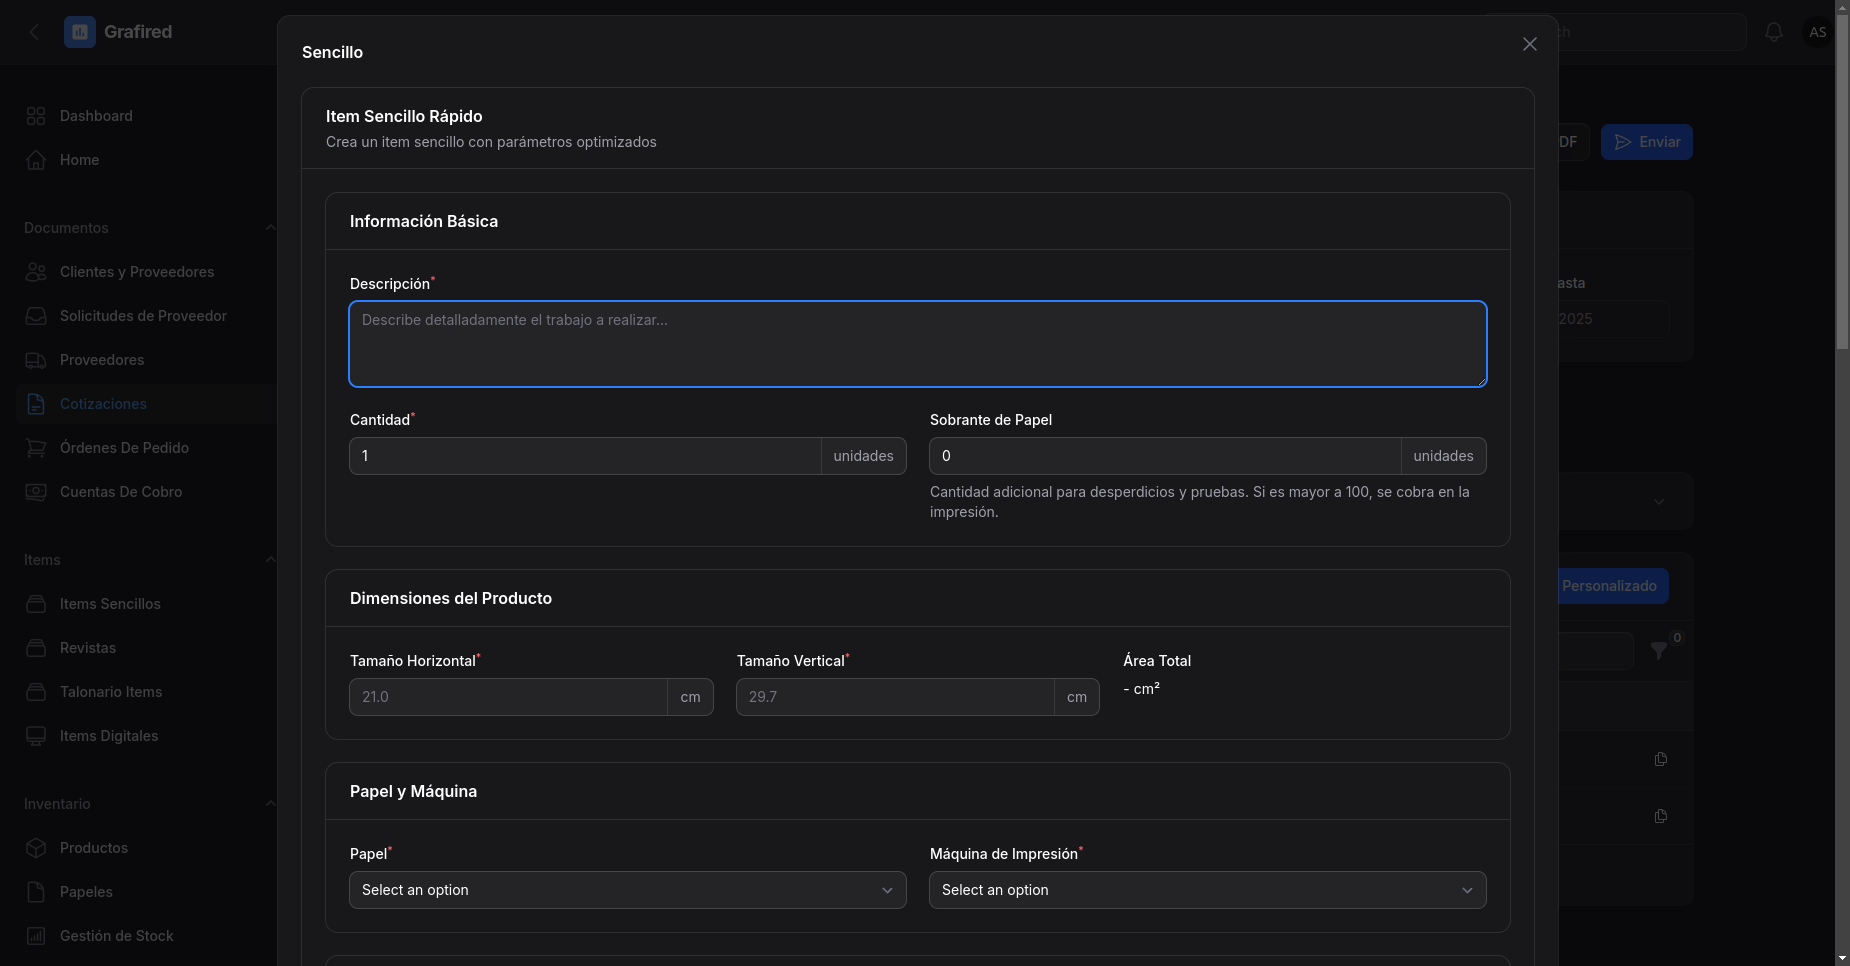 Grafired
Sencillo
AS
Item Sencillo Rápido
Crea un item sencillo con parámetros optimizados
DF
Enviar
Dashboard
Home
Documentos
Clientes y Proveedores
Solicitudes de Proveedor
Proveedores
Cotizaciones
Órdenes De Pedido
Cuentas De Cobro
Items
Items Sencillos
Revistas
Talonario Items
Items Digitales
Inventario
Productos
Papeles
Gestión de Stock
Información Básica
Descripción*
Describe detalladamente el trabajo a realizar...
Cantidad*
1 unidades
Sobrante de Papel
0 unidades
Cantidad adicional para desperdicios y pruebas. Si es mayor a 100, se cobra en la
impresión.
Dimensiones del Producto
Tamaño Horizontal*
21.0 cm
Tamaño Vertical*
29.7 cm
Área Total
- cm²
Papel y Máquina
Papel*
Select an option
Máquina de Impresión*
Select an option
asta
2025
Personalizado
0